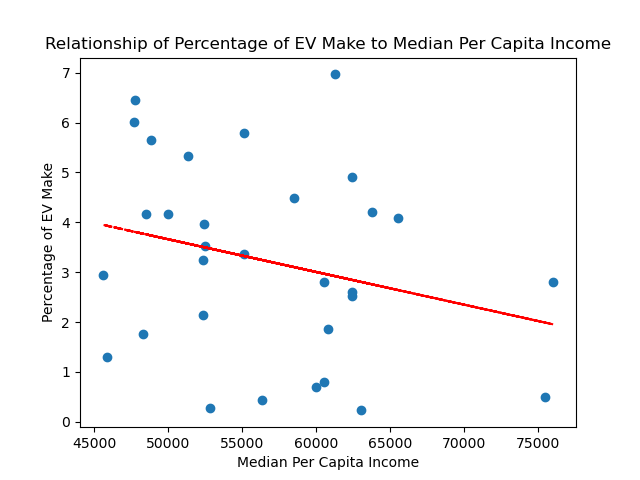 Relationship of Percentage of EV Make to Median Per Capita Income
7
6
5
4
3
2
1
0
Percentage of EV Make
45000 50000 55000 60000 65000 70000 75000
Median Per Capita Income